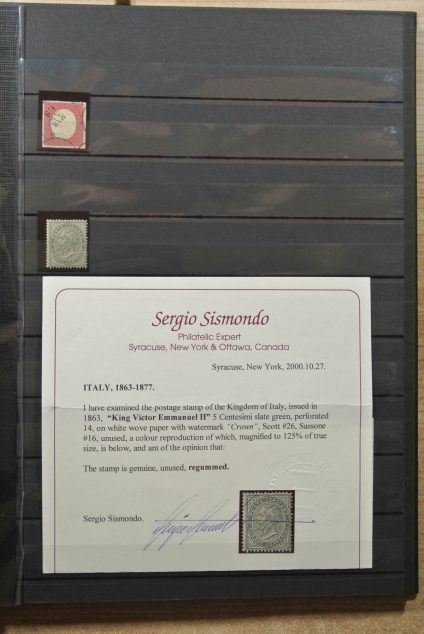 Sergio Sismondo
Philatelic Expert
Syracuse, New York & Ottawa, Canada
Syracuse, New York, 2000.10.27.
ITALY, 1863-1877.
I have examined the postage stamp of the Kingdom of Italy, issued in
1863, "King Victor Emmanuel II" 5 Centesimi slate green, perforated
14, on white wove paper with watermark "Crown", Scott #26, Sassone
#16, unused, a colour reproduction of which, magnified to 125% of true
size, is below, and am of the opinion that:
The stamp is genuine, unused, regummed.
Sergio Sismondo.